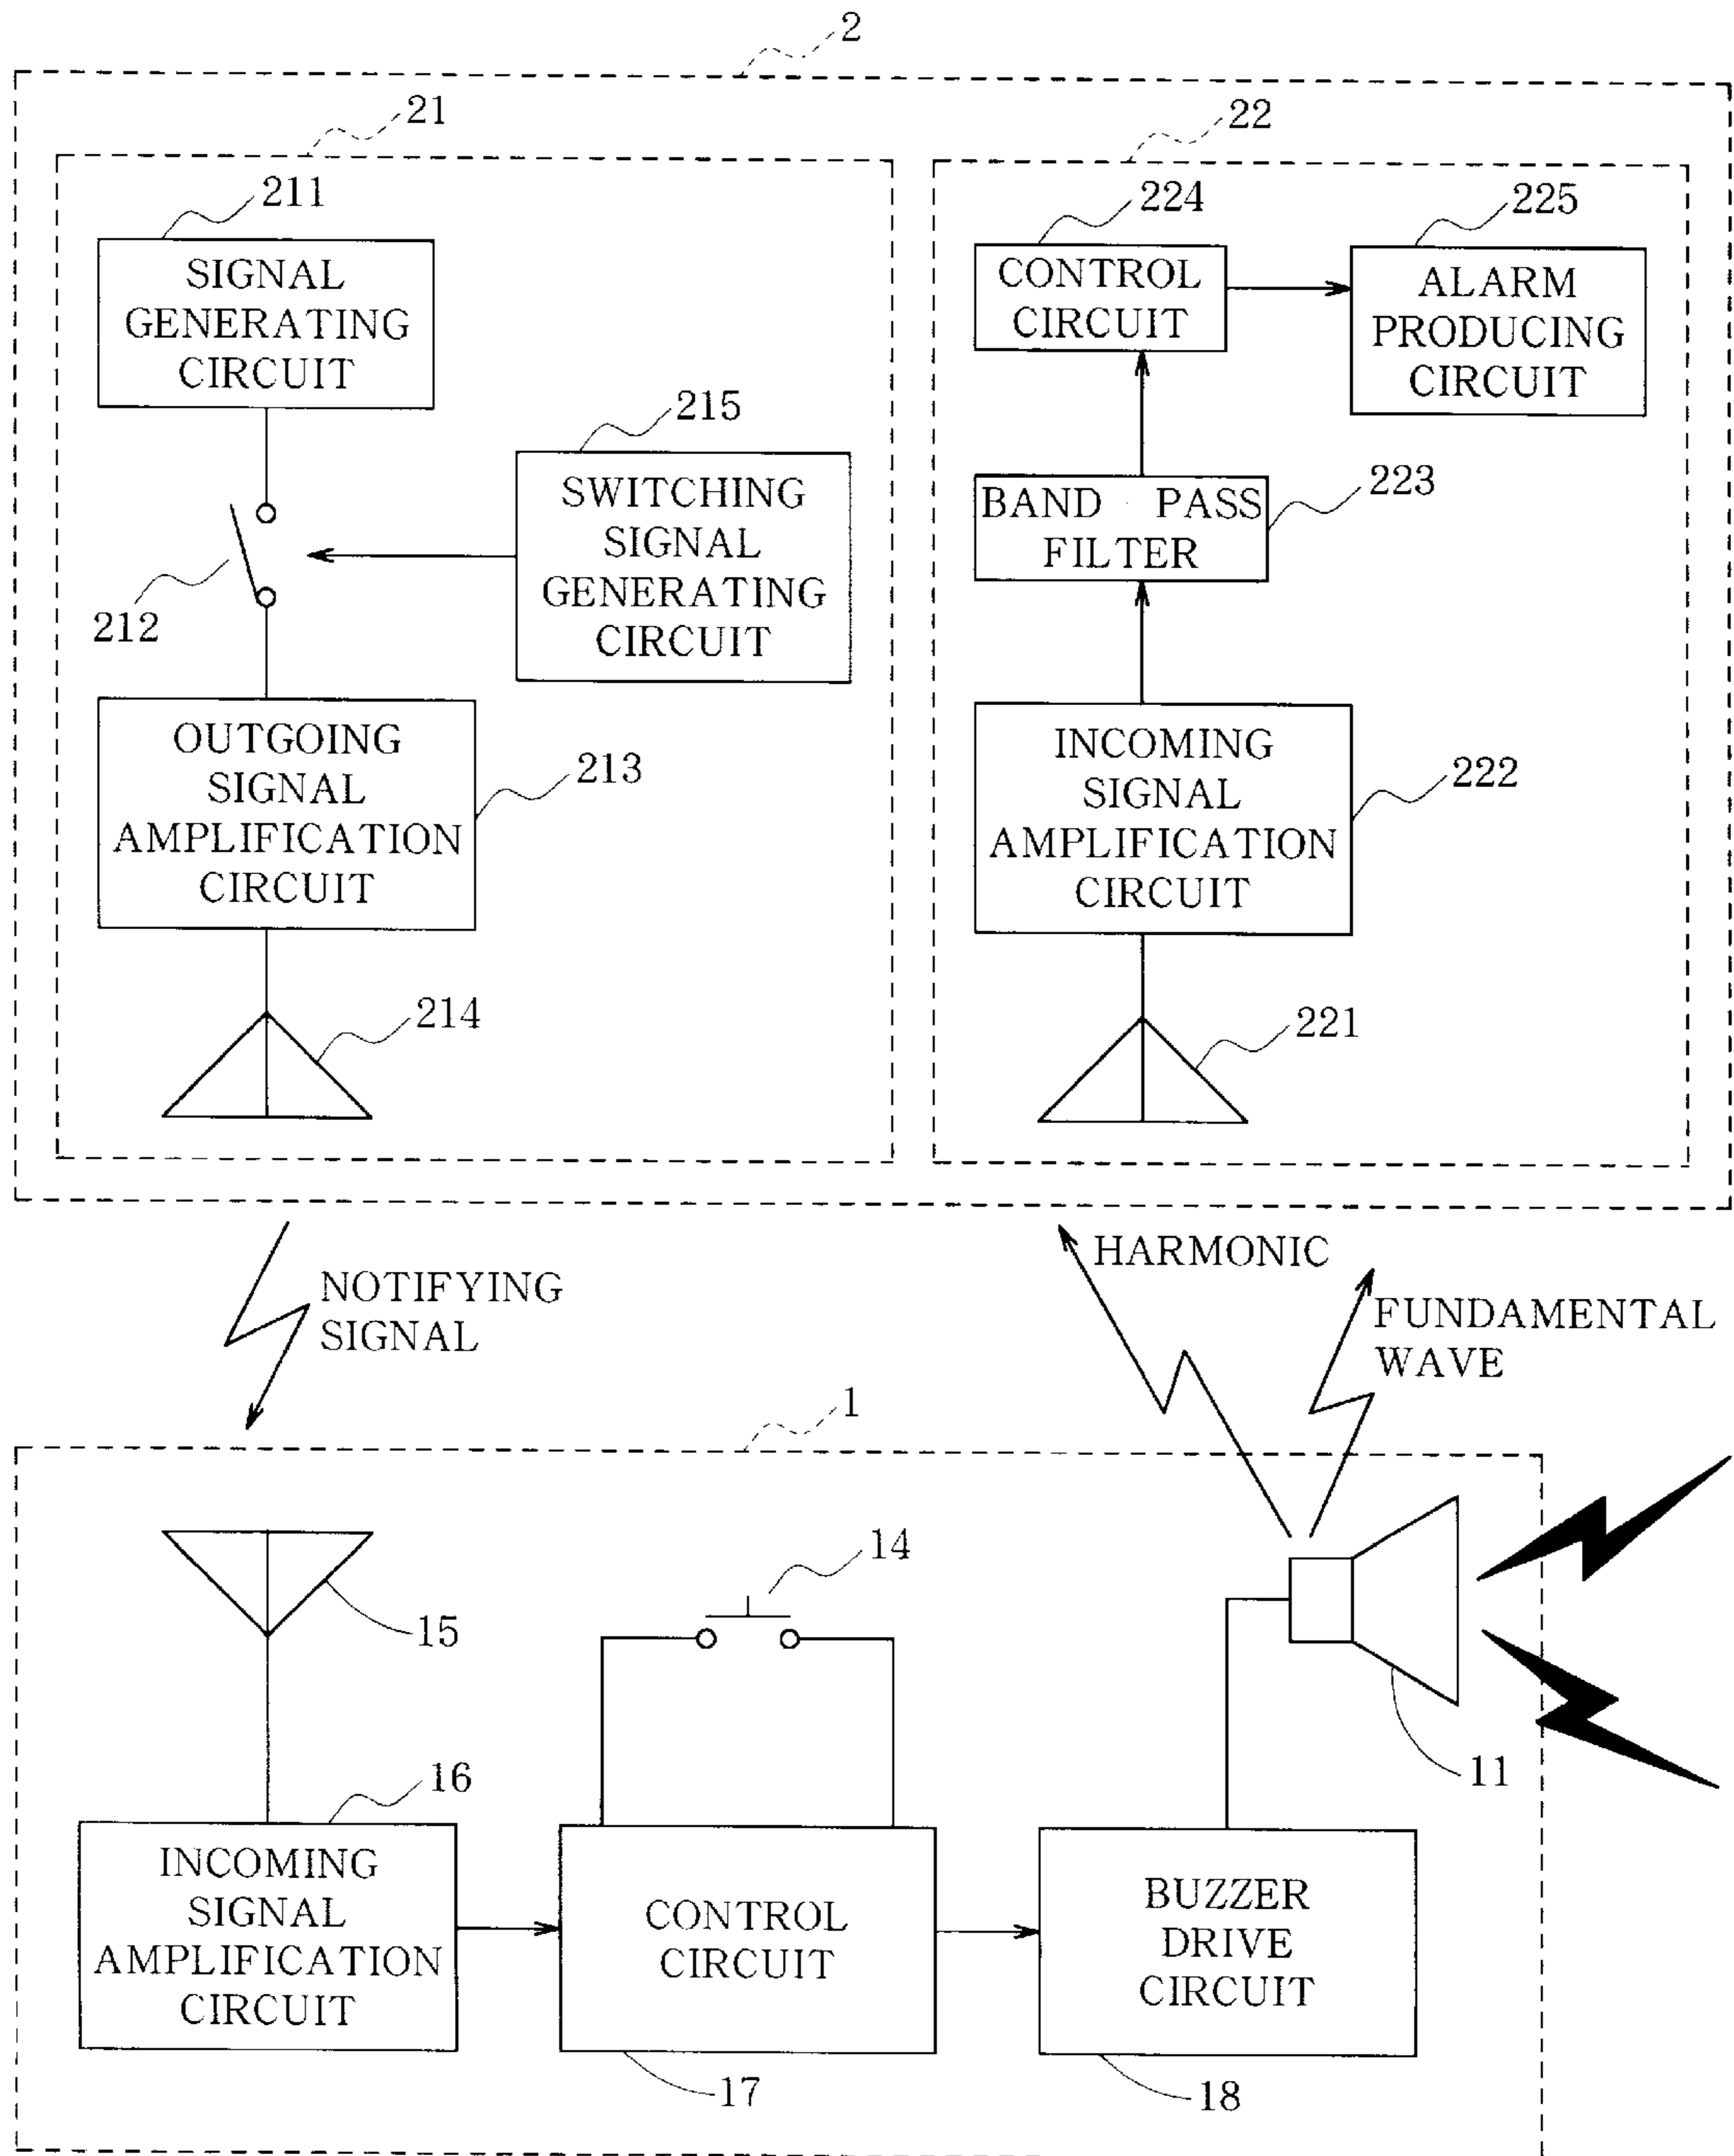 2
21
22
211
SIGNAL
GENERATING
CIRCUIT
224
CONTROL
CIRCUIT
225
ALARM
PRODUCING
CIRCUIT
215
SWITCHING
SIGNAL
GENERATING
CIRCUIT
212
BAND PASS
FILTER
223
OUTGOING
SIGNAL
AMPLIFICATION
CIRCUIT
213
INCOMING
SIGNAL
AMPLIFICATION
CIRCUIT
222
214
221
NOTIFYING
SIGNAL
HARMONIC
FUNDAMENTAL
WAVE
1
15
14
11
16
INCOMING
SIGNAL
AMPLIFICATION
CIRCUIT
CONTROL
CIRCUIT
17
BUZZER
DRIVE
CIRCUIT
18